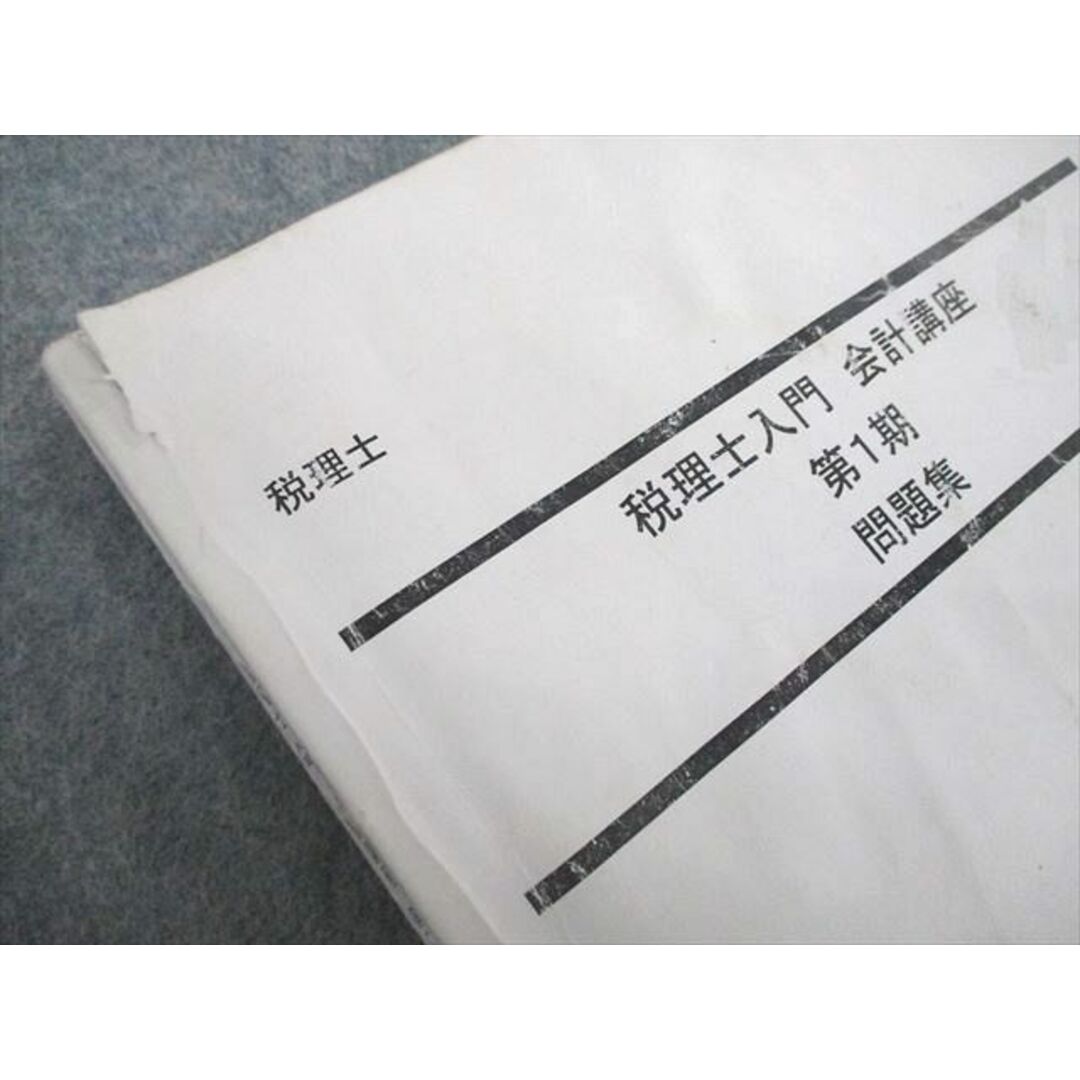 税理士
税理士入門 会計講座
第1期
問題集